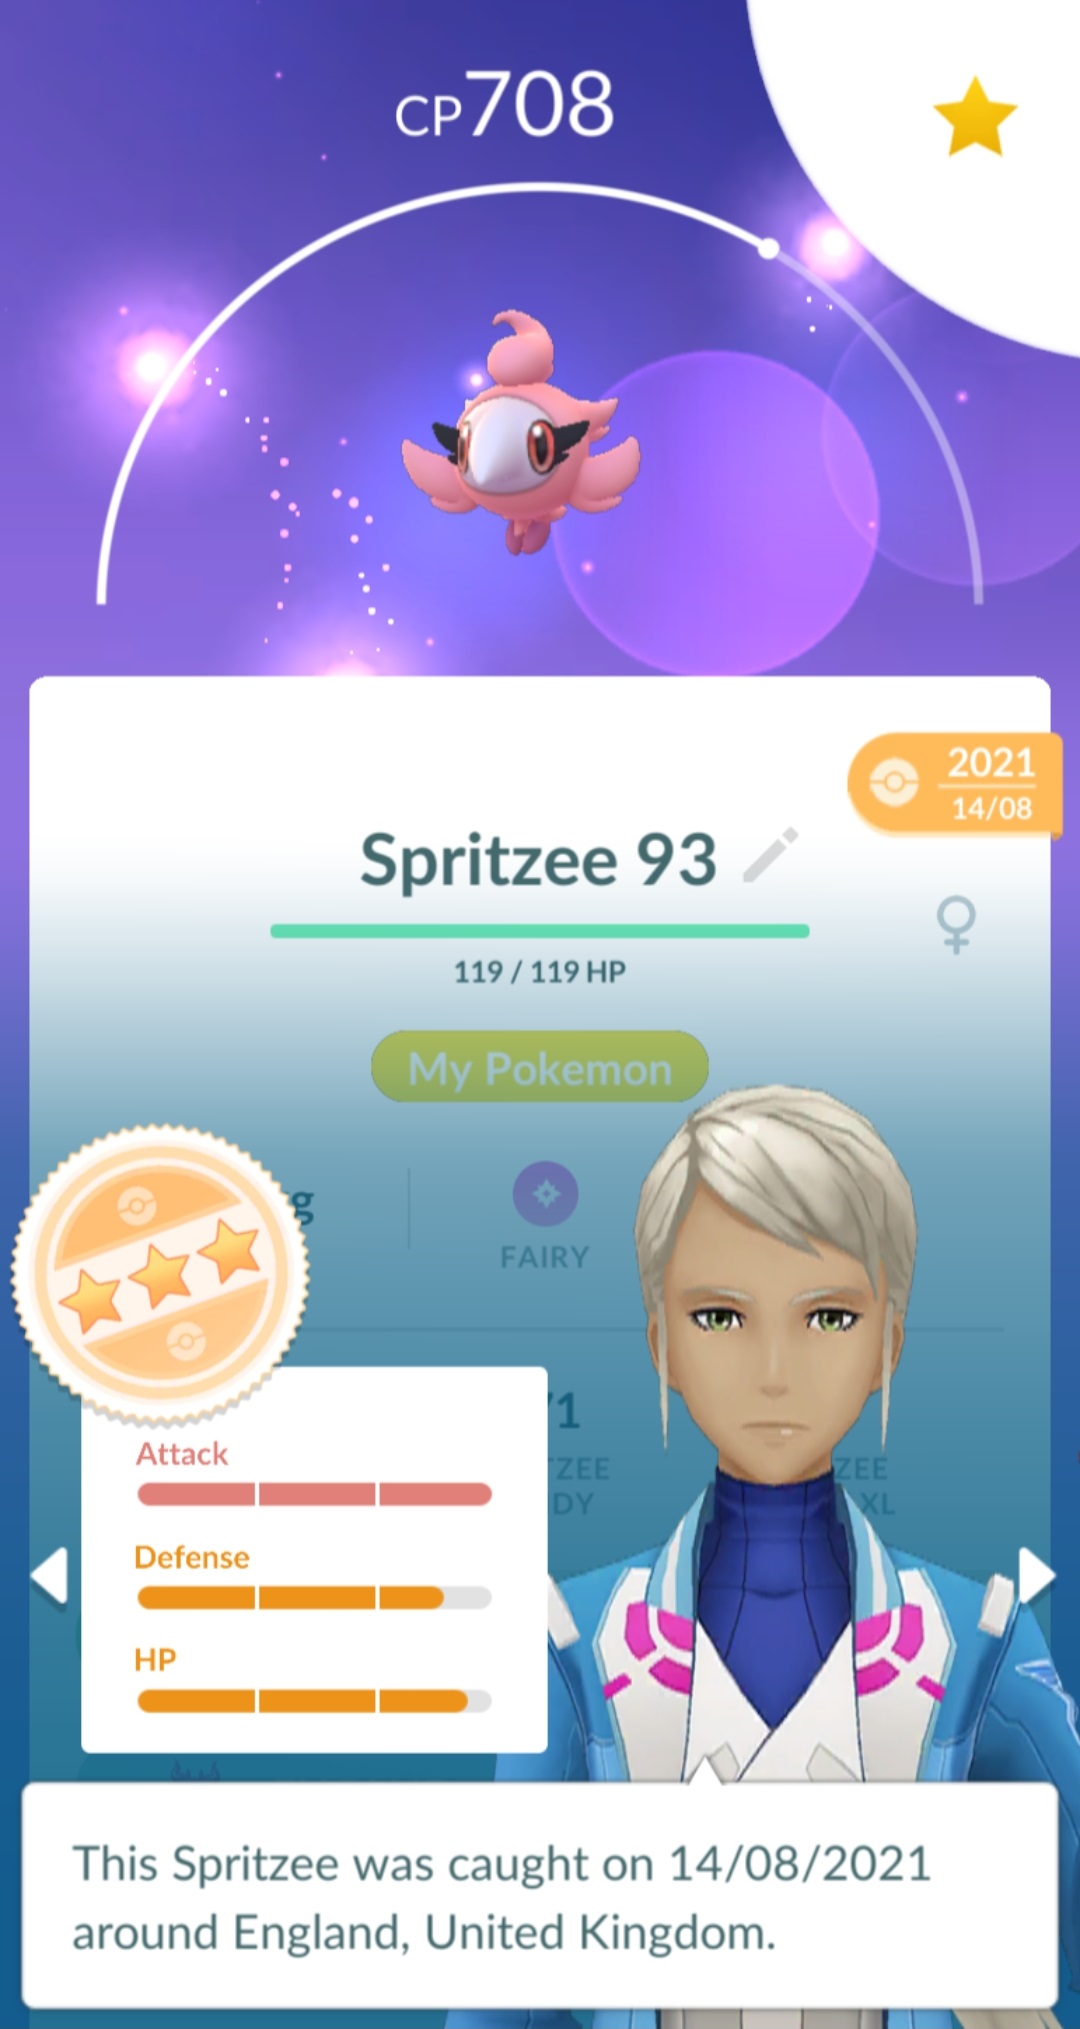 CP708
2021
14/08
Spritzee 93
119 / 119 HP
My Pokemon
g
FAIRY
1
ZEE
ZEE
DY
XL
Attack
Defense
HP
This Spritzee was caught on 14/08/2021
around England, United Kingdom.